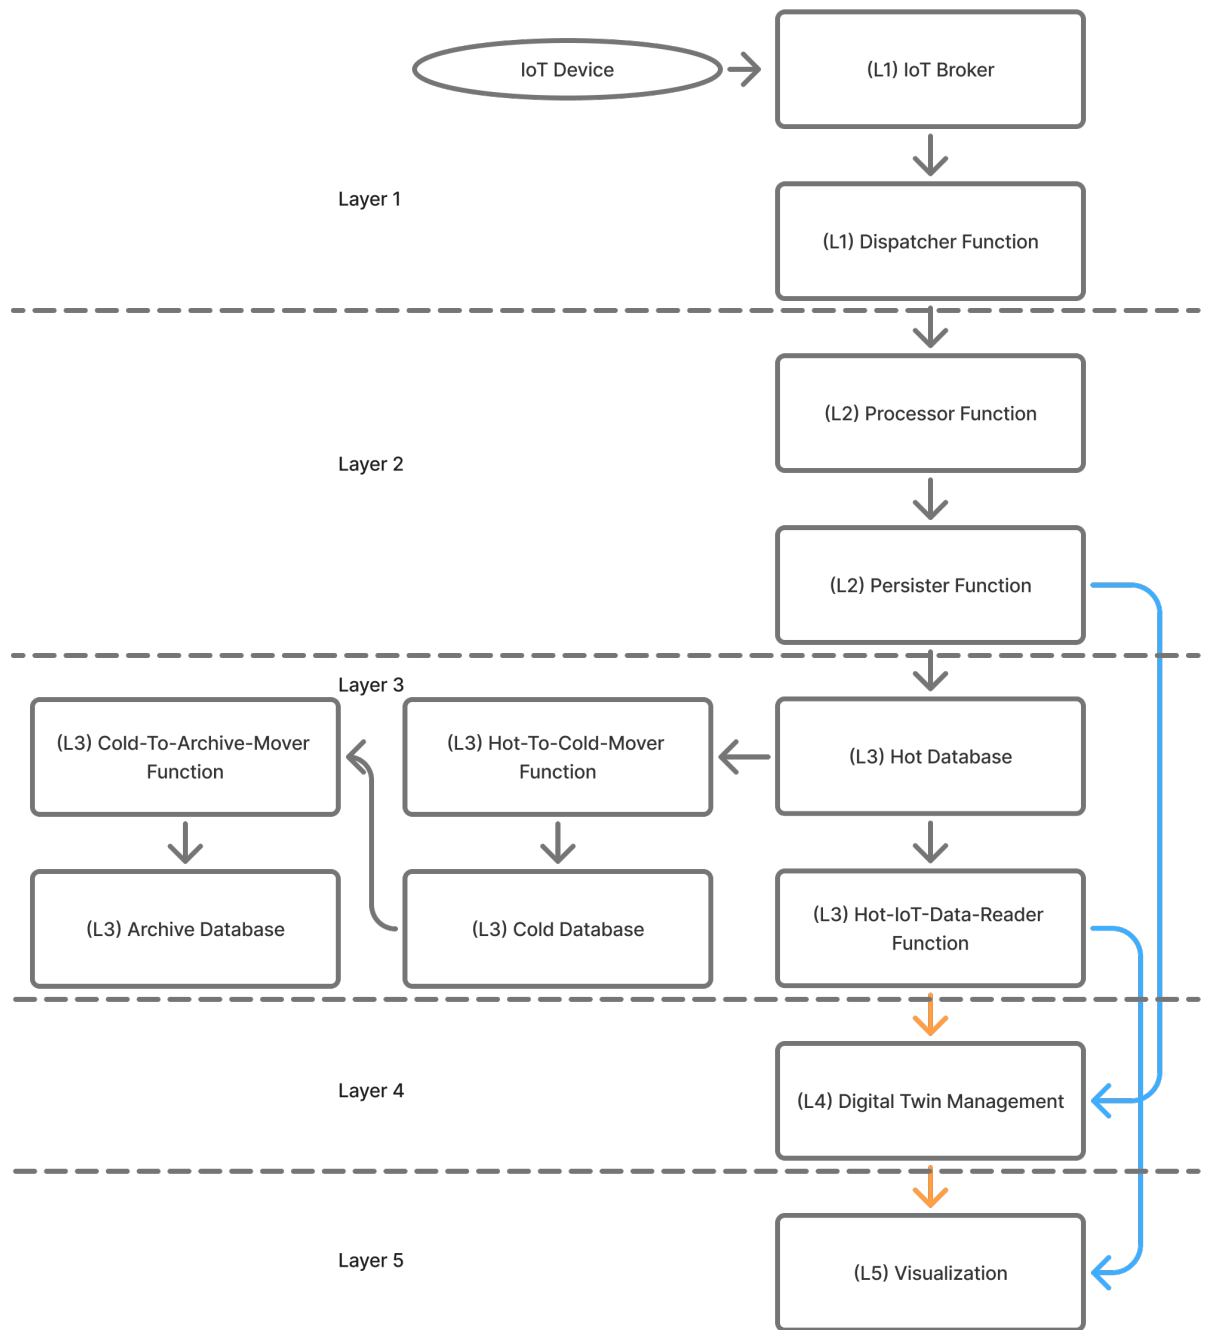 IoT Device
(L1) IoT Broker
Layer 1
(L1) Dispatcher Function
(L2) Processor Function
Layer 2
(L2) Persister Function
Layer 3
(L3) Cold-To-Archive-Mover
Function
(L3) Hot-To-Cold-Mover
Function
(L3) Hot Database
(L3) Archive Database
(L3) Cold Database
(L3) Hot-IoT-Data-Reader
Function
Layer 4
(L4) Digital Twin Management
Layer 5
(L5) Visualization